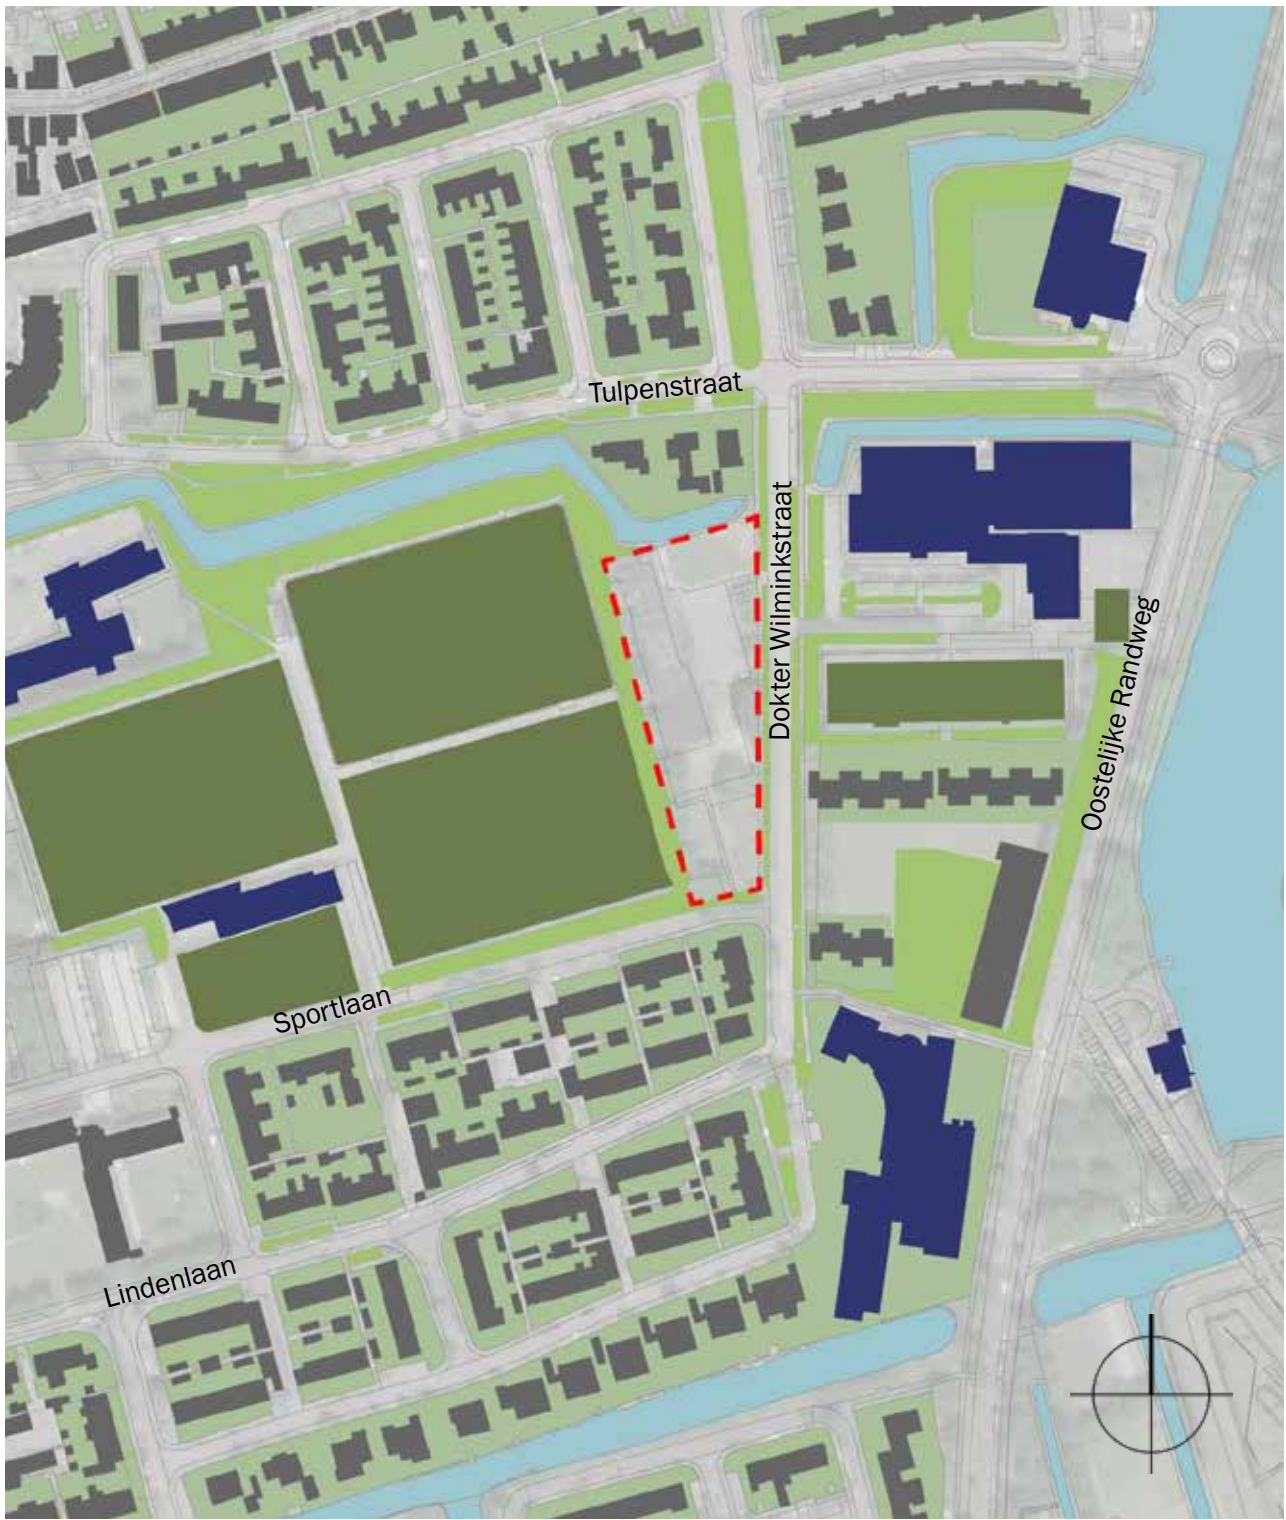 Tulpenstraat
Dokter Wilminkstraat
Oostelijke Randweg
Sportlaan
Lindenlaan